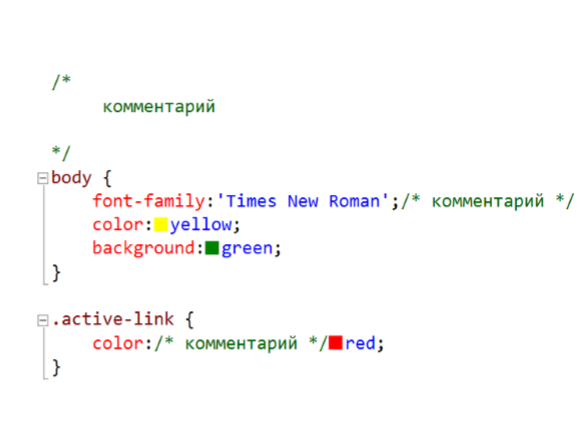 /*
комментарий
*/
body {
font-family:'Times New Roman';/* комментарий */
color:yellow;
background:green;
}
.active-link {
color:/* комментарий */red;
}